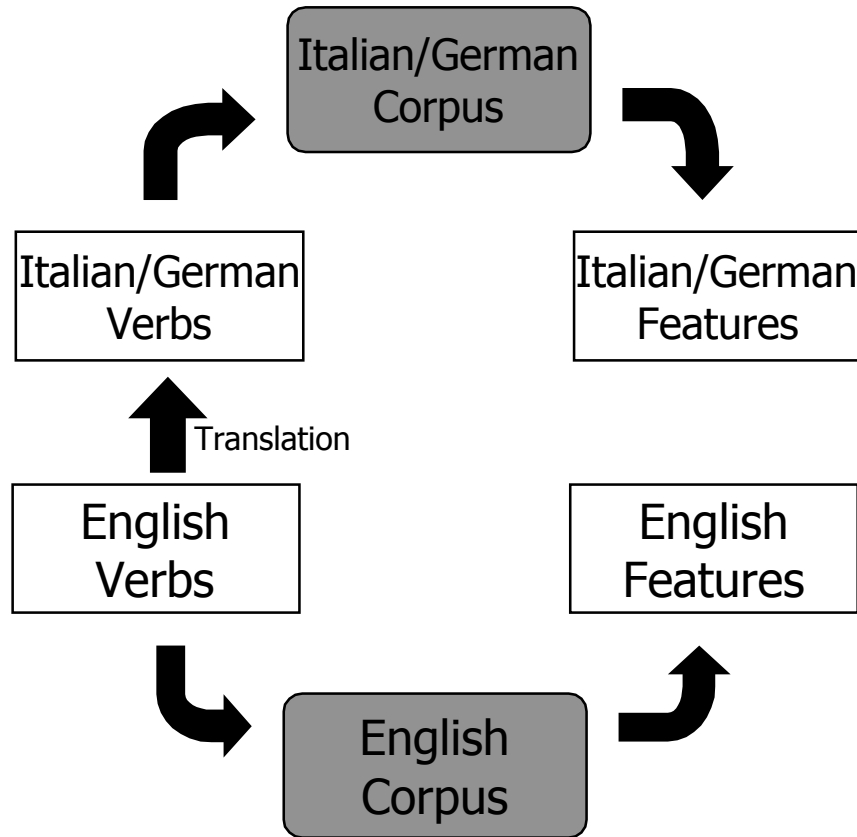 Italian/German
Corpus
Italian/German
Verbs
Italian/German
Features
Translation
English
Verbs
English
Features
English
Corpus